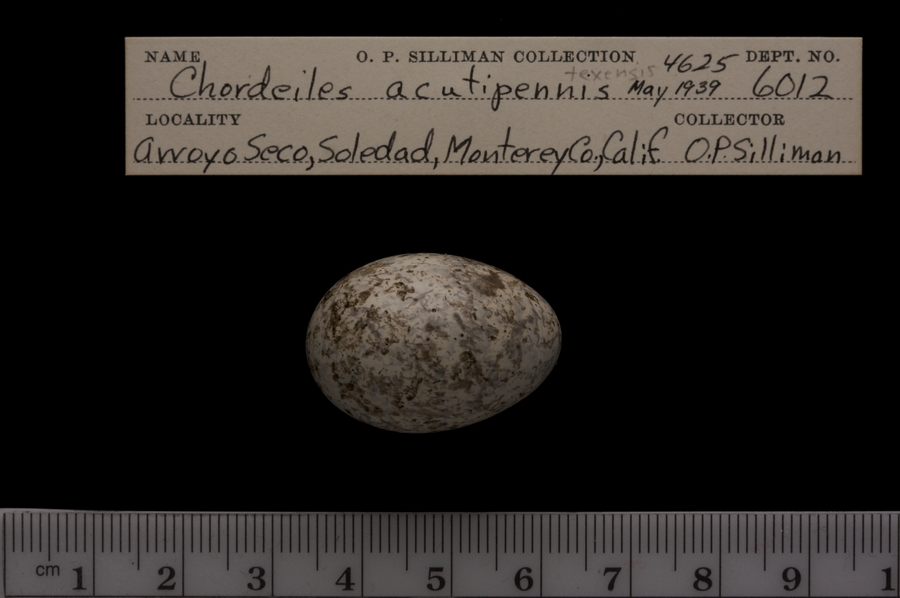 NAME O. P. SILLIMAN COLLECTION 4625 DEPT. NO.
texensis
Chordeiles acutipennis May 1939 6012
LOCALITY COLLECTOR
Arroyo Seco, Soledad, Monterey Co., Calif. O.P. Silliman
cm 1 2 3 4 5 6 7 8 9 1